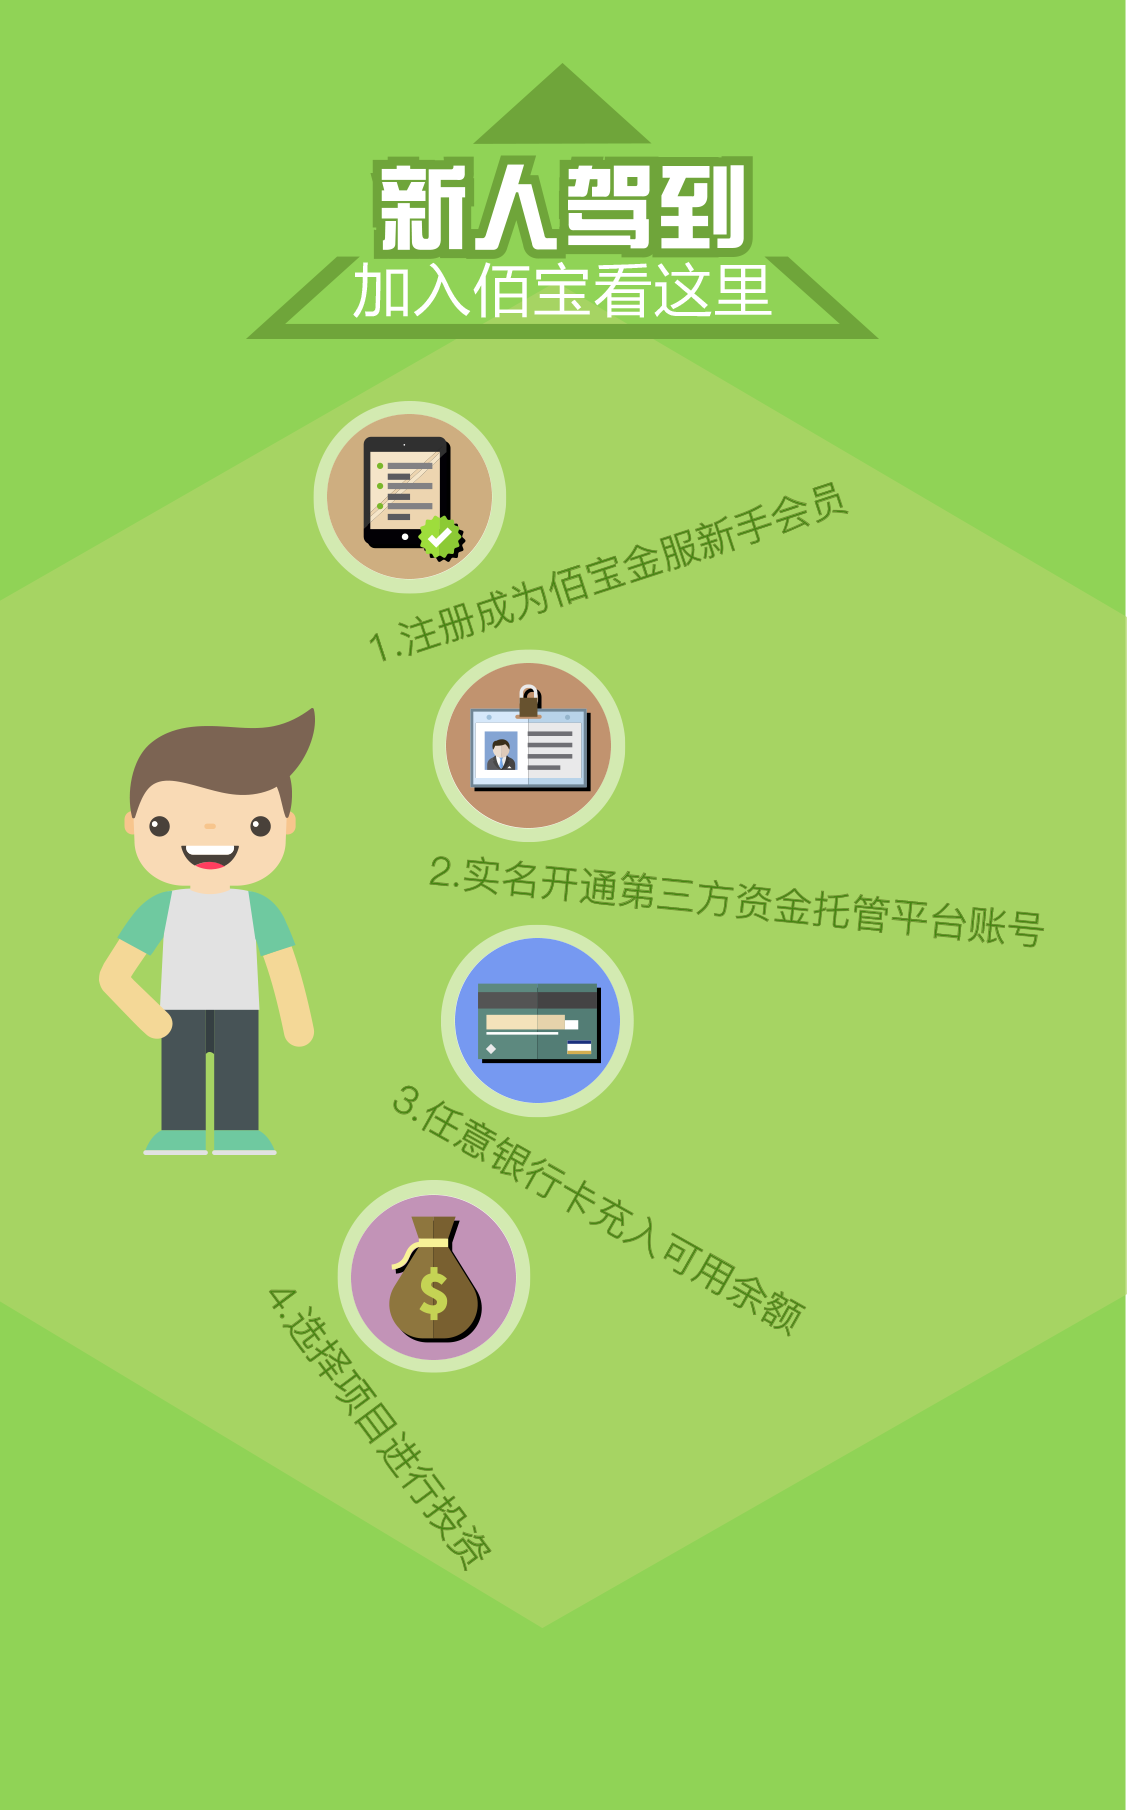 新人驾到
加入佰宝看这里
1.注册成为佰宝金服新手会员
2.实名开通第三方资金托管平台账号
3.任意银行卡充入可用余额
$
4.选择项目进行投资